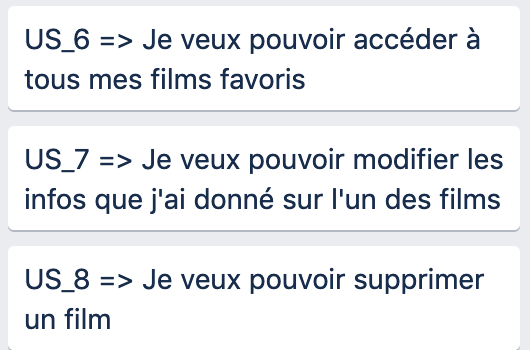 US_6 => Je veux pouvoir accéder à
tous mes films favoris
US_7 => Je veux pouvoir modifier les
infos que j'ai donné sur l'un des films
US_8 => Je veux pouvoir supprimer
un film